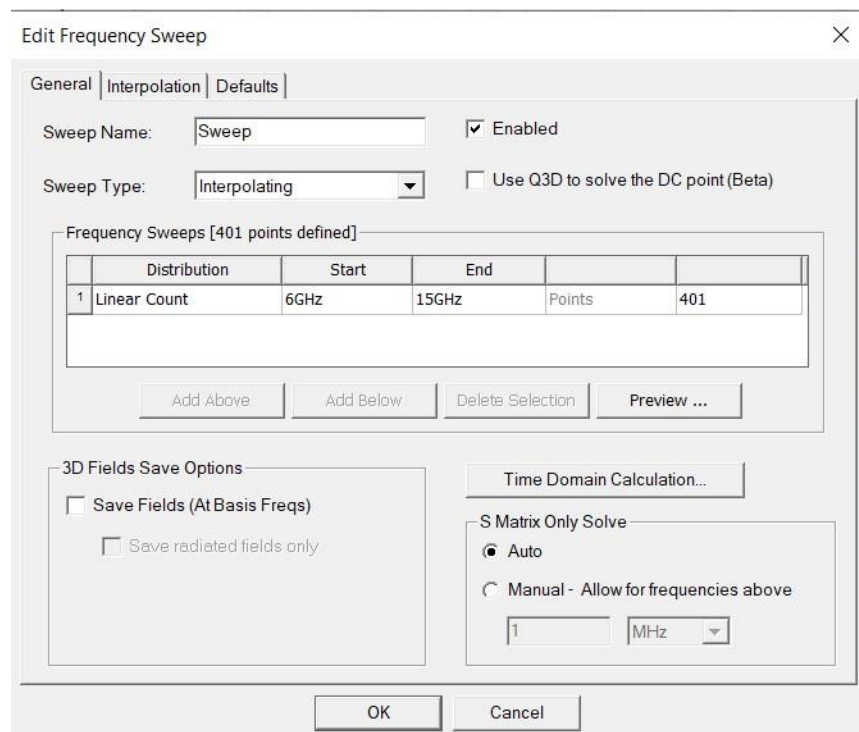 Edit Frequency Sweep
General Interpolation Defaults
Sweep Name: Sweep Enabled
Sweep Type: Interpolating Use Q3D to solve the DC point (Beta)
Frequency Sweeps [401 points defined]
Distribution Start End
1 Linear Count 6GHz 15GHz Points 401
Add Above Add Below Delete Selection Preview ...
3D Fields Save Options
Save Fields (At Basis Freqs)
Save radiated fields only
Time Domain Calculation...
S Matrix Only Solve
Auto
Manual - Allow for frequencies above
1 MHz
OK Cancel